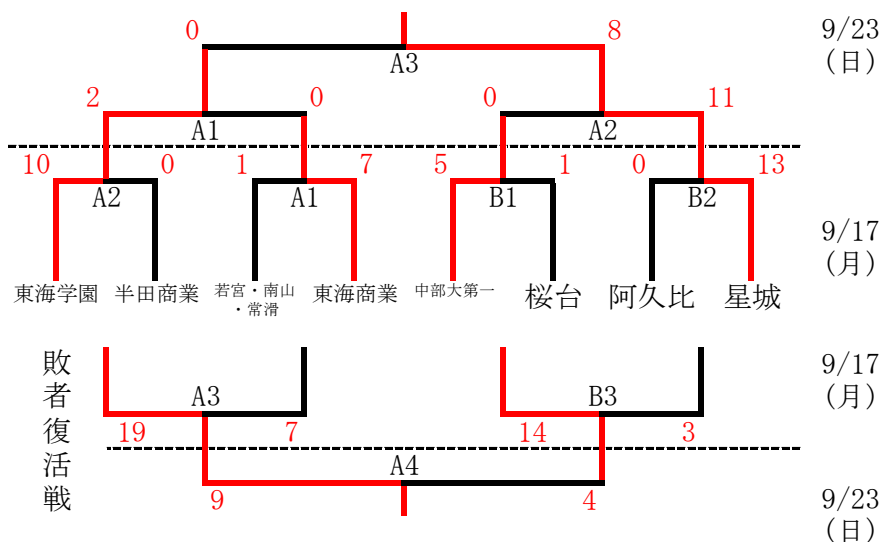 0 8 9/23
A3 (日)
2 0 0 11
A1 A2
10 0 1 7 5 1 0 13
A2 A1 B1 B2
9/17
(月)
東海学園 半田商業 若宮・南山 東海商業 中部大第一 桜台 阿久比 星城
・常滑
敗者復活戦
9/17
A3 B3 (月)
19 7 14 3
A4
9 4 9/23
(日)